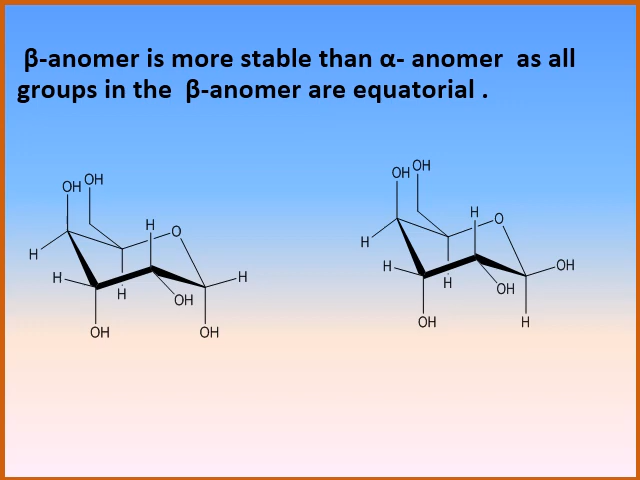 β-anomer is more stable than α- anomer  as all
groups in the  β-anomer are equatorial .
OH OH
H
O
H
H
H
H
OH
OH
OH
OH OH
H
O
H
H
H
OH
OH
OH
H